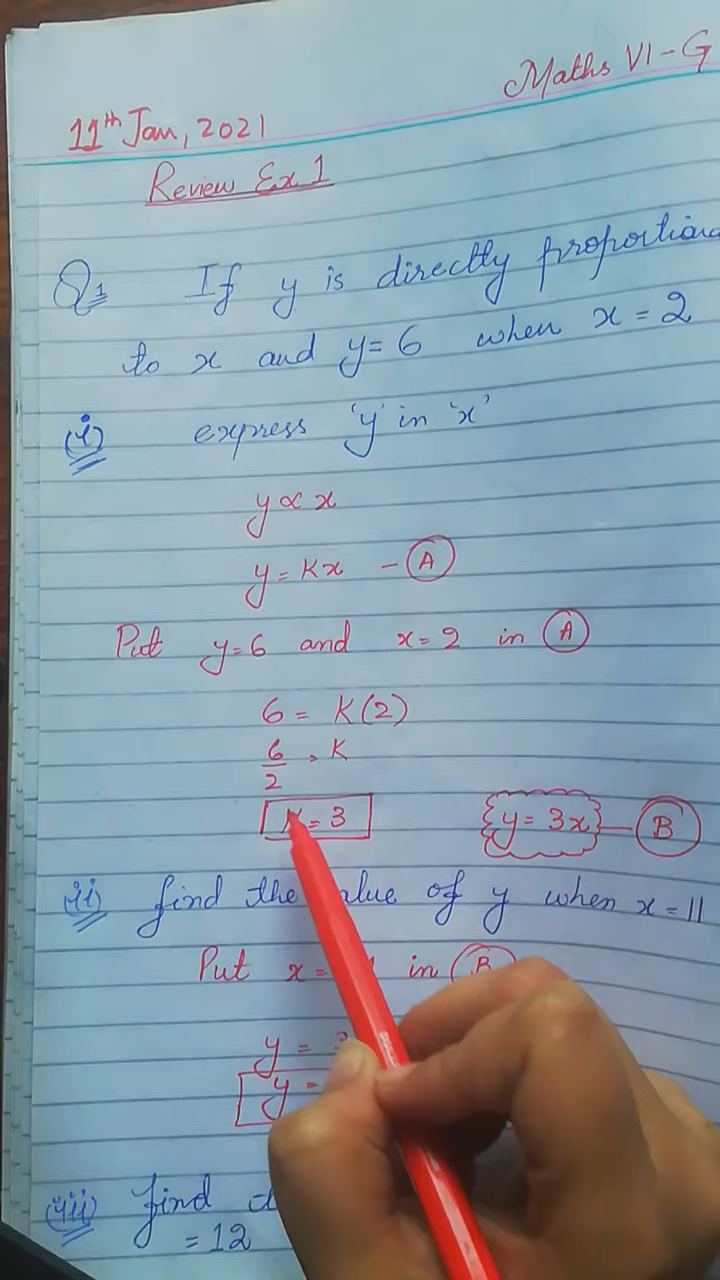 Maths VI-G
11th Jan, 2021
Review Ex 1
Q1 If y is directly
to x and y=6 when x=2
(i) express 'y' in 'x'
y ∝ x
y = Kx - (A)
Put y=6 and x=2 in (A)
6 = K(2)
6/2 = K
K = 3 y = 3x - (B)
ii) find the of y when x=11
Put x = in (B)
y =
y =
(iii) find
= 12